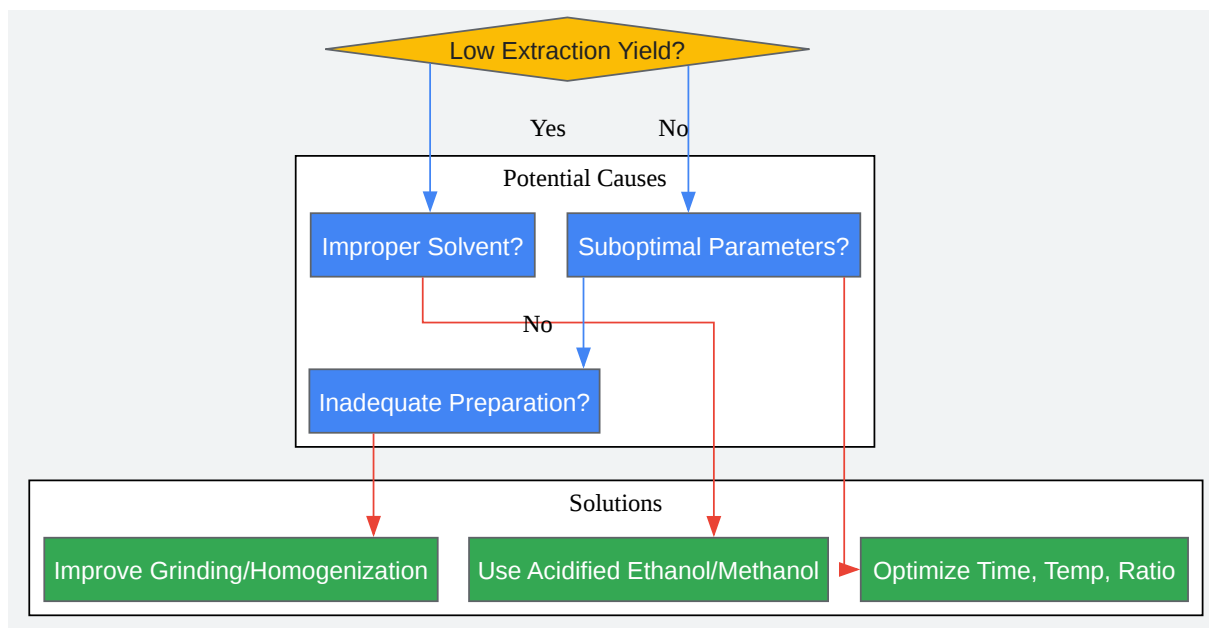 Low Extraction Yield?
Yes
No
Potential Causes
Improper Solvent?
Suboptimal Parameters?
No
Inadequate Preparation?
Solutions
Improve Grinding/Homogenization
Use Acidified Ethanol/Methanol
Optimize Time, Temp, Ratio